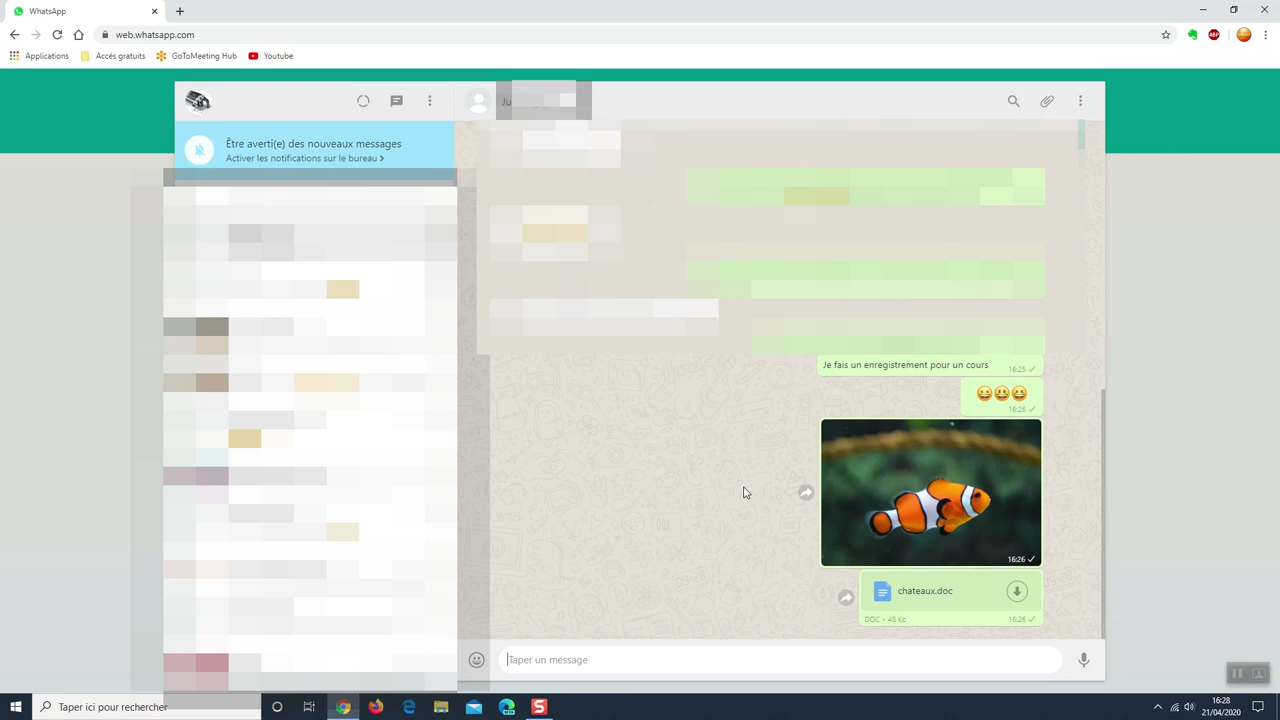 WhatsApp
web.whatsapp.com
Applications
Accés gratuits
GoToMeeting Hub
Youtube
ABP
Être averti(e) des nouveaux messages
Activer les notifications sur le bureau >
Je fais un enregistrement pour un cours
16:25
16:26
16:26
chateaux.doc
DOC • 48 Ko
16:26
Taper un message
Taper ici pour rechercher
16:28
21/04/2020